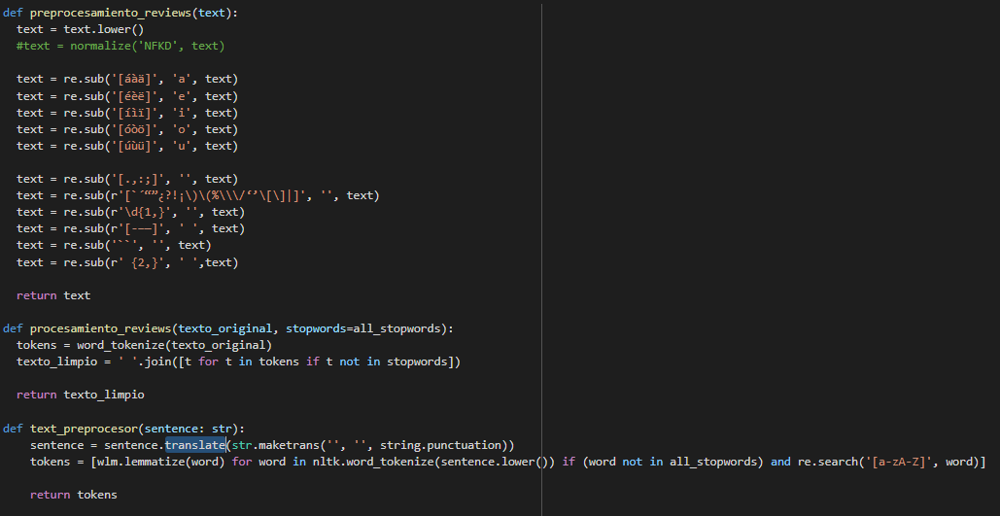 def preprocesamiento_reviews(text):
  text = text.lower()
  #text = normalize('NFKD', text)

  text = re.sub('[áàä]', 'a', text)
  text = re.sub('[éèë]', 'e', text)
  text = re.sub('[íìï]', 'i', text)
  text = re.sub('[óòö]', 'o', text)
  text = re.sub('[úùü]', 'u', text)

  text = re.sub('[.,:;]', '', text)
  text = re.sub(r'[`´“”¿?!¡\)\(%\\\/‘’\[\]|]', '', text)
  text = re.sub(r'\d{1,}', '', text)
  text = re.sub(r'[-–—]', ' ', text)
  text = re.sub('``', '', text)
  text = re.sub(r' {2,}', ' ',text)

  return text

def procesamiento_reviews(texto_original, stopwords=all_stopwords):
  tokens = word_tokenize(texto_original)
  texto_limpio = ' '.join([t for t in tokens if t not in stopwords])

  return texto_limpio

def text_preprocesor(sentence: str):
    sentence = sentence.translate(str.maketrans('', '', string.punctuation))
    tokens = [wlm.lemmatize(word) for word in nltk.word_tokenize(sentence.lower()) if (word not in all_stopwords) and re.search('[a-zA-Z]', word)]

    return tokens